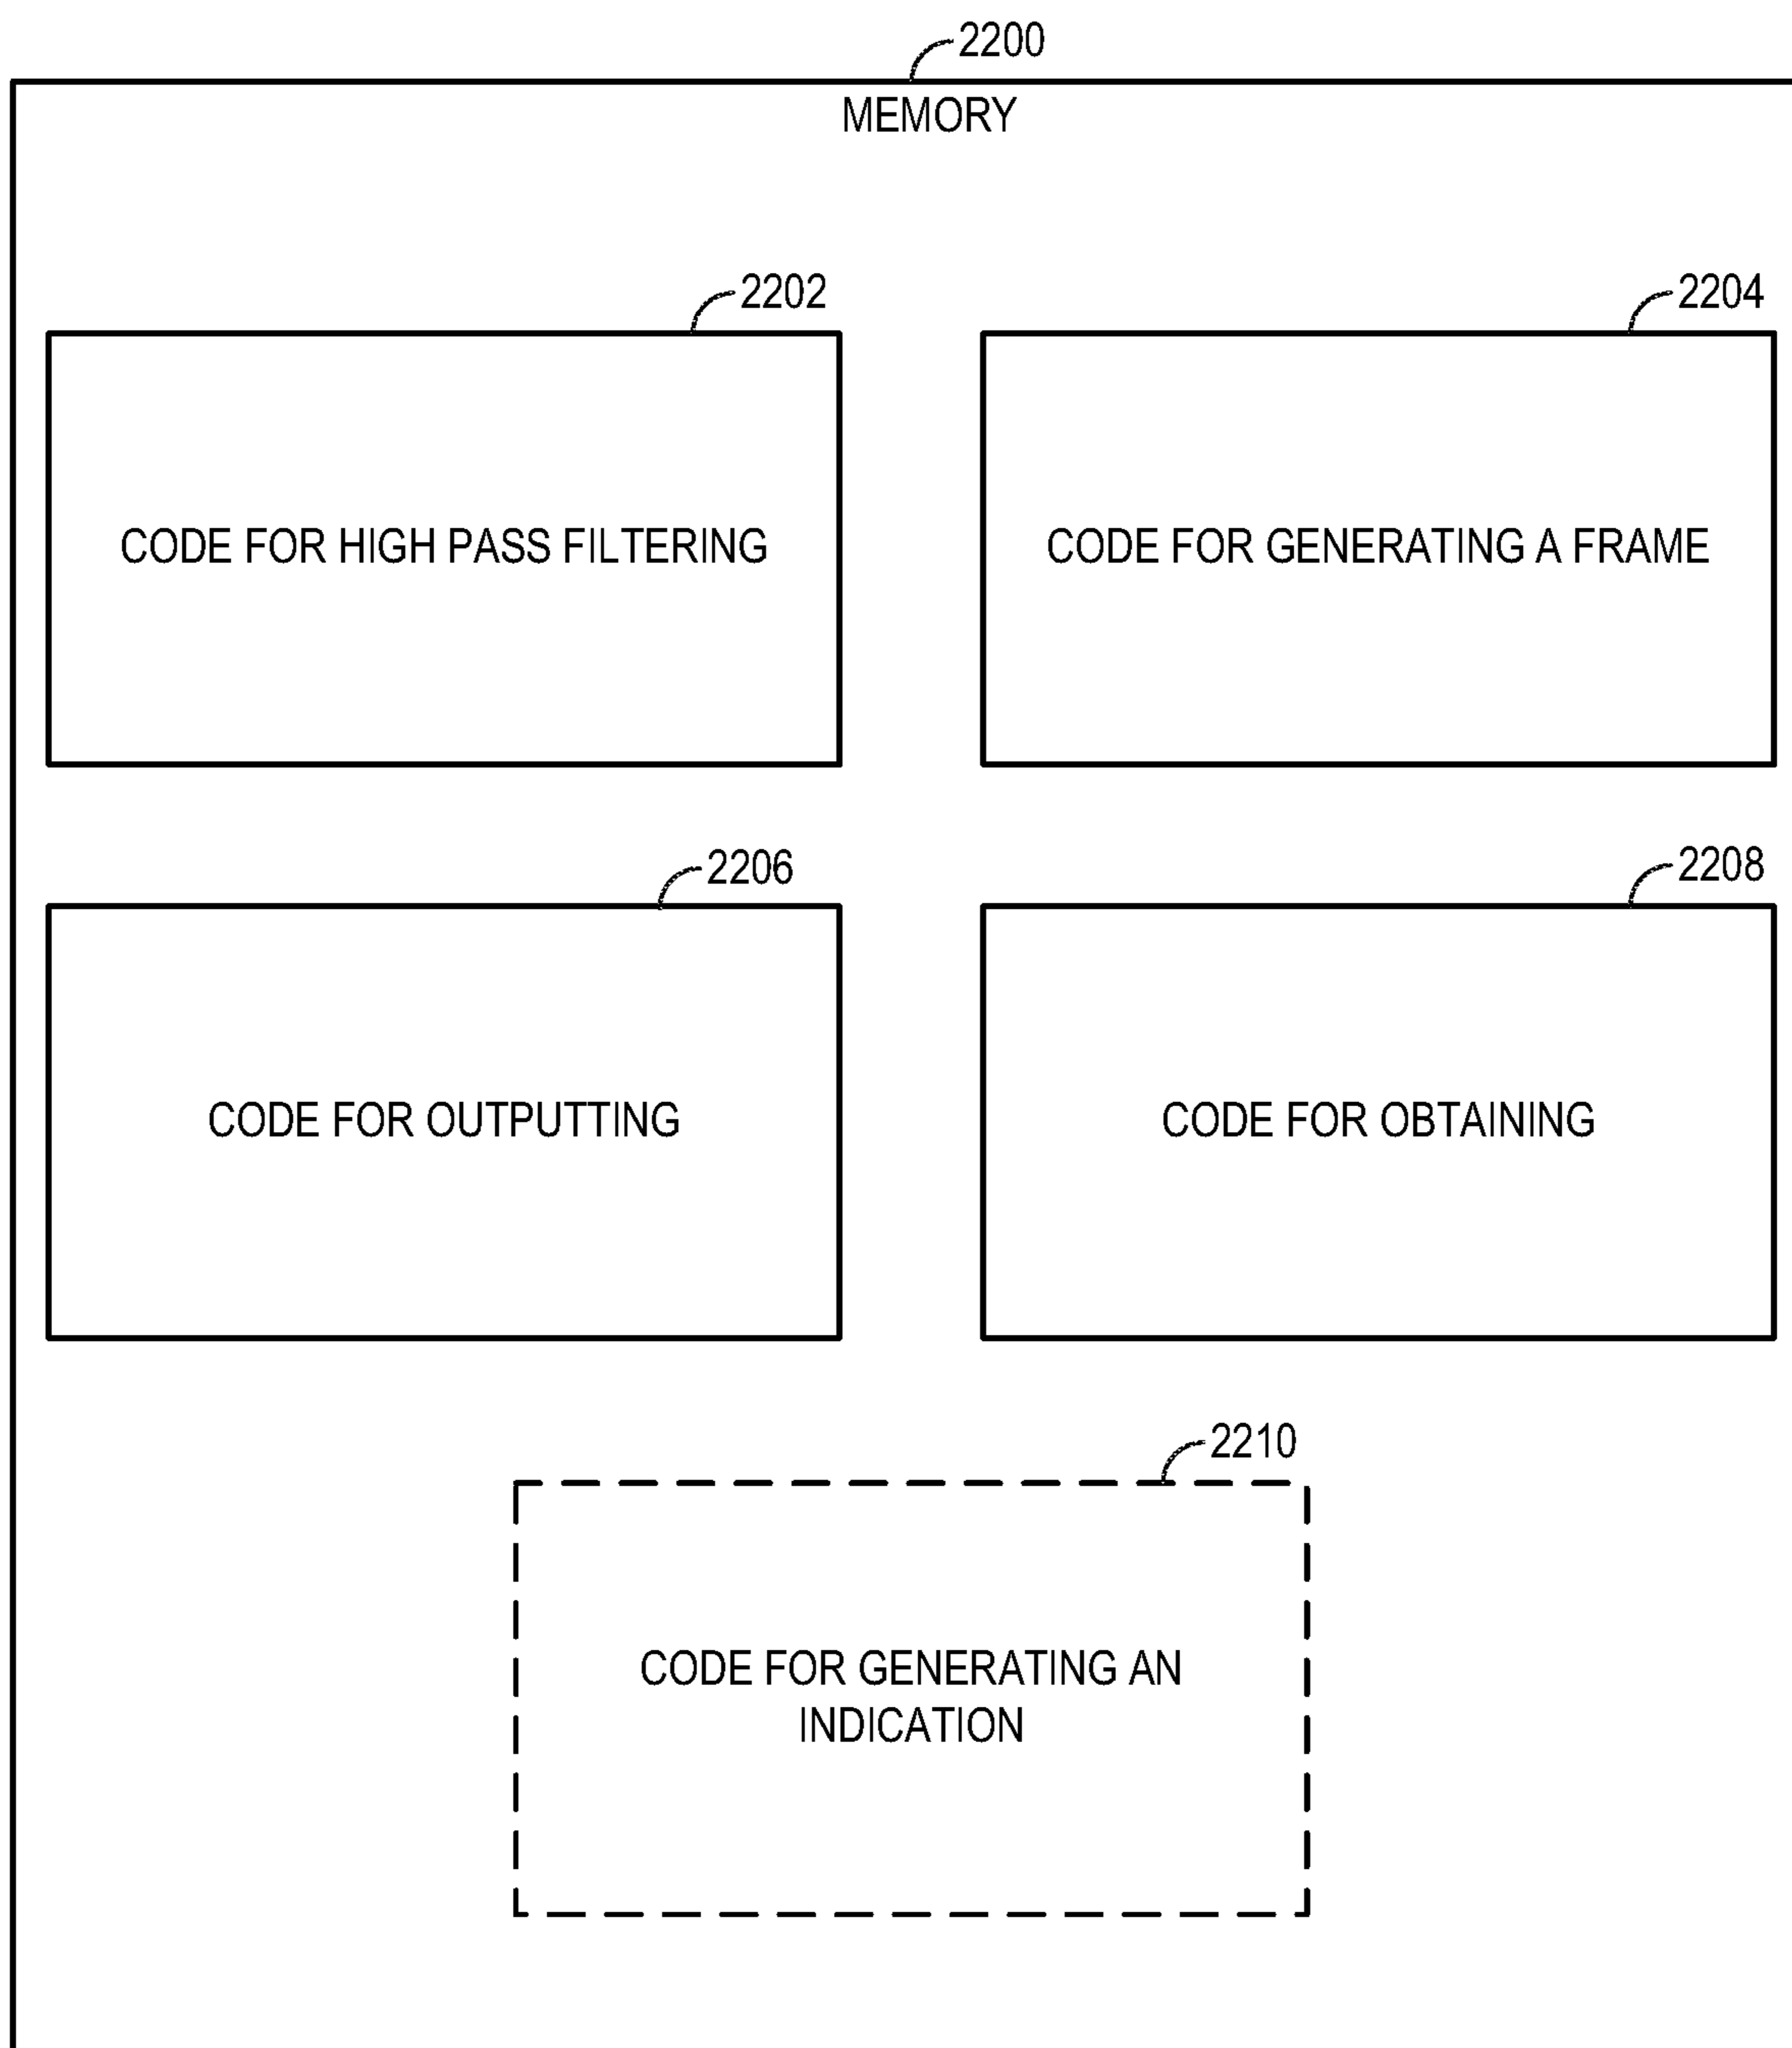 2200
MEMORY
2202
2204
CODE FOR HIGH PASS FILTERING
CODE FOR GENERATING A FRAME
2206
2208
CODE FOR OUTPUTTING
CODE FOR OBTAINING
2210
CODE FOR GENERATING AN
INDICATION